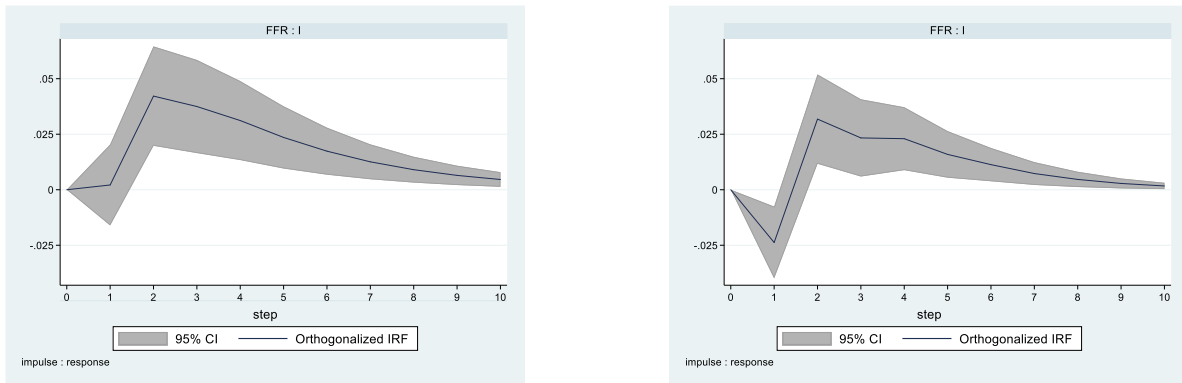 FFR : I
.05
.025
0
-.025
0 1 2 3 4 5 6 7 8 9 10
step
95% CI Orthogonalized IRF
impulse : response
FFR : I
.05
.025
0
-.025
0 1 2 3 4 5 6 7 8 9 10
step
95% CI Orthogonalized IRF
impulse : response